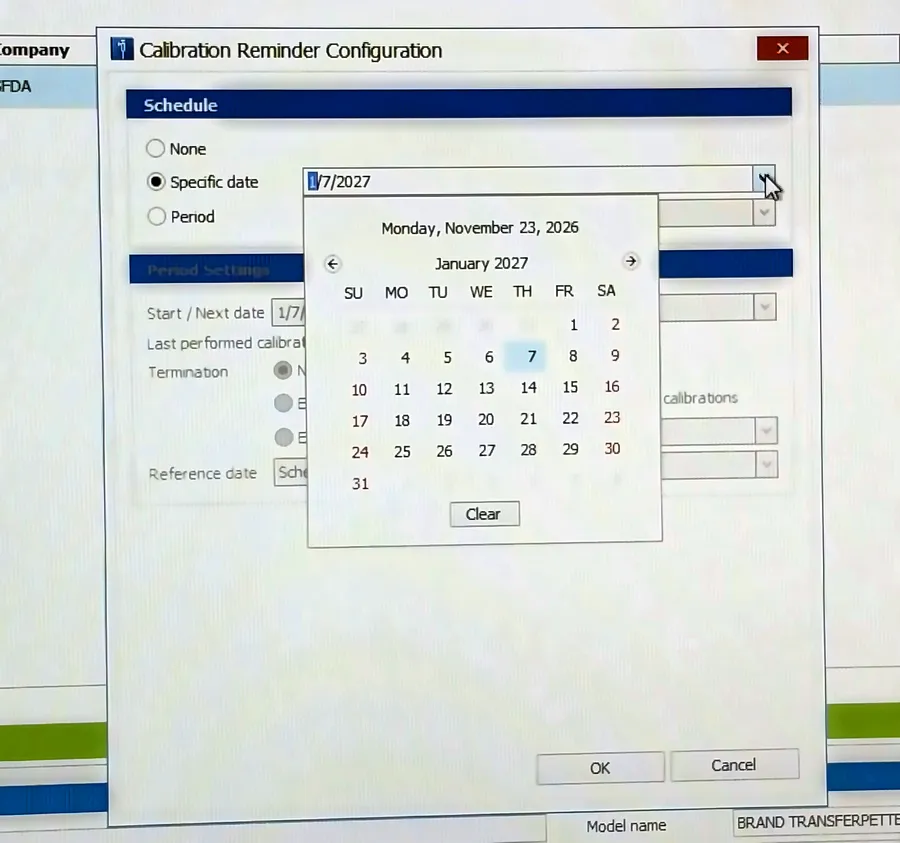 Company
SFDA
Calibration Reminder Configuration
Schedule
None
Specific date 1/7/2027
Period
Monday, November 23, 2026
January 2027
SU MO TU WE TH FR SA
1 2
3 4 5 6 7 8 9
10 11 12 13 14 15 16
17 18 19 20 21 22 23
24 25 26 27 28 29 30
31
Clear
Period Settings
Start / Next date 1/7/
Last performed calibrat
Termination N
E
calibrations
E
Reference date Sche
OK Cancel
Model name BRAND TRANSFERPETTE